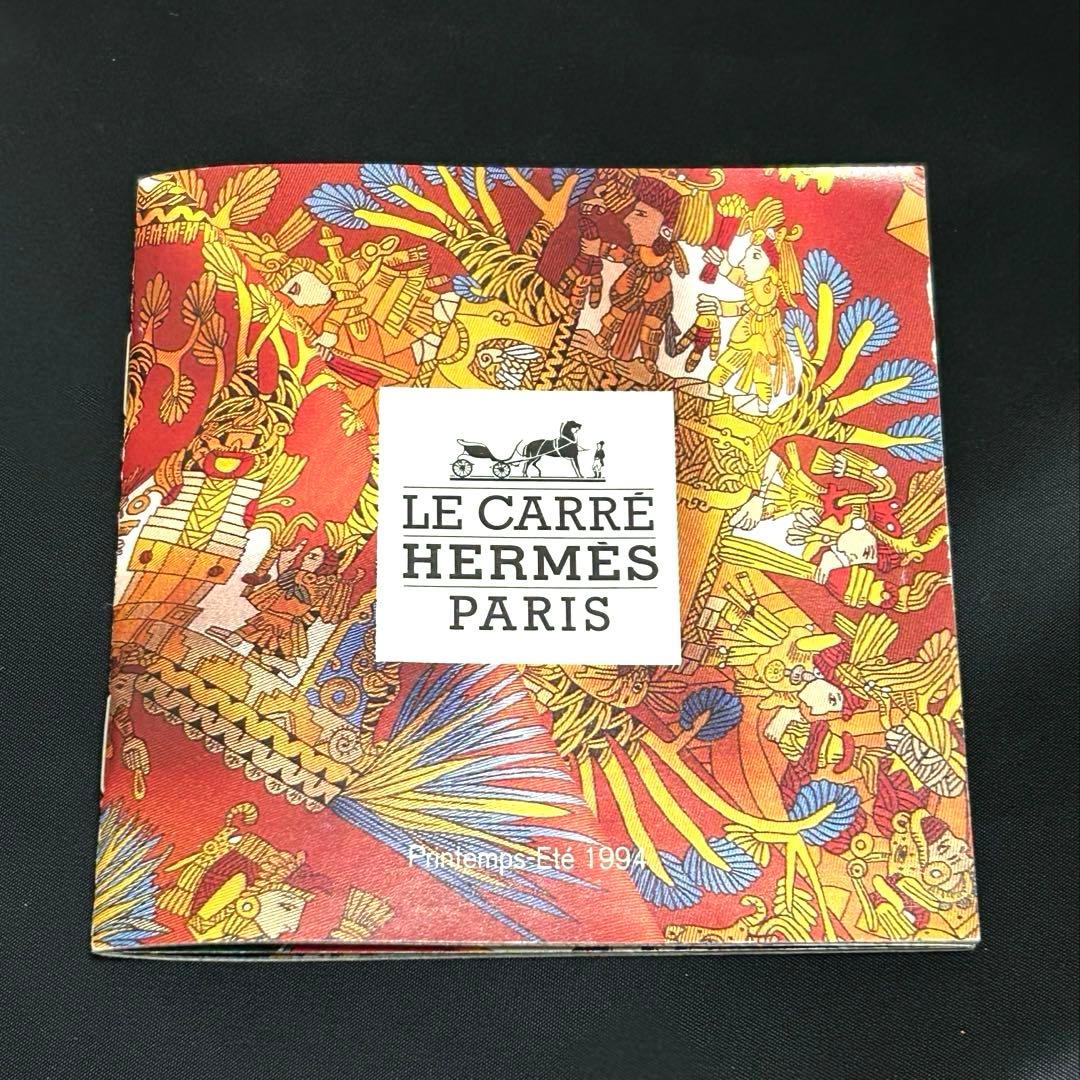 LE CARRÉ
HERMÈS
PARIS
Printemps-Eté 1994